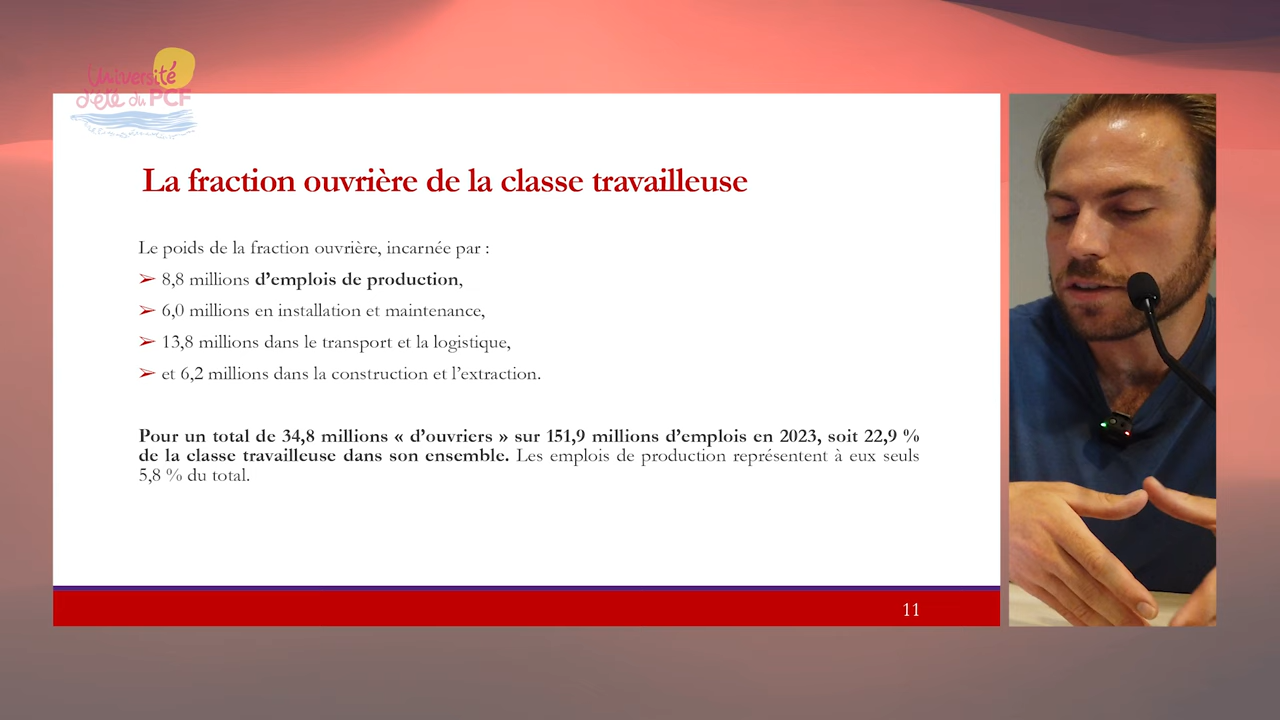 Université
d'été du PCF
La fraction ouvrière de la classe travailleuse
Le poids de la fraction ouvrière, incarnée par :
➢ 8,8 millions d'emplois de production,
➢ 6,0 millions en installation et maintenance,
➢ 13,8 millions dans le transport et la logistique,
➢ et 6,2 millions dans la construction et l'extraction.
Pour un total de 34,8 millions « d'ouvriers » sur 151,9 millions d'emplois en 2023, soit 22,9 %
de la classe travailleuse dans son ensemble. Les emplois de production représentent à eux seuls
5,8 % du total.
11